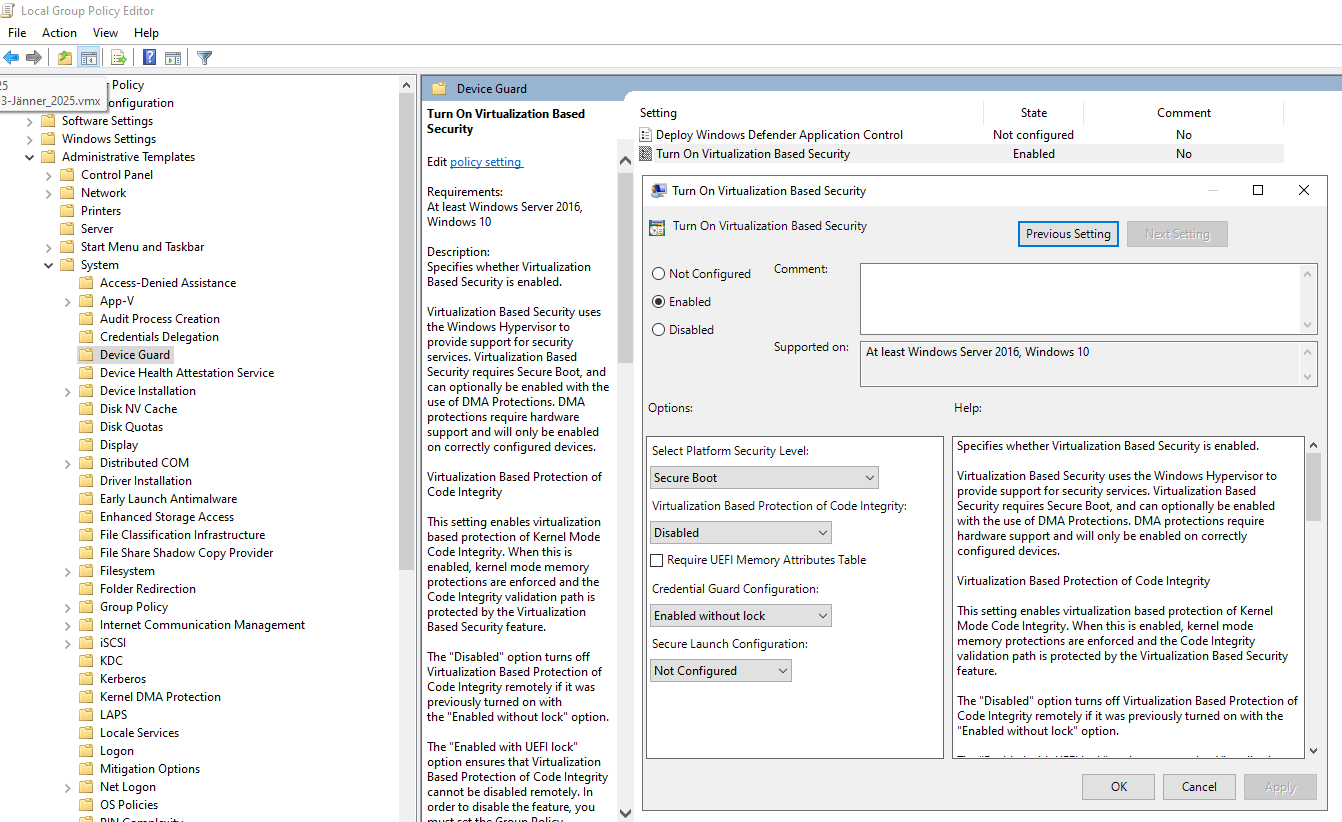 Local Group Policy Editor
File Action View Help
25
3-Jänner_2025.vmx
r Policy
onfiguration
Software Settings
Windows Settings
Administrative Templates
Control Panel
Network
Printers
Server
Start Menu and Taskbar
System
Access-Denied Assistance
App-V
Audit Process Creation
Credentials Delegation
Device Guard
Device Health Attestation Service
Device Installation
Disk NV Cache
Disk Quotas
Display
Distributed COM
Driver Installation
Early Launch Antimalware
Enhanced Storage Access
File Classification Infrastructure
File Share Shadow Copy Provider
Filesystem
Folder Redirection
Group Policy
Internet Communication Management
iSCSI
KDC
Kerberos
Kernel DMA Protection
LAPS
Locale Services
Logon
Mitigation Options
Net Logon
OS Policies
PIN Complexity
Device Guard
Turn On Virtualization Based
Security
Edit policy setting
Requirements:
At least Windows Server 2016,
Windows 10
Description:
Specifies whether Virtualization
Based Security is enabled.
Virtualization Based Security uses
the Windows Hypervisor to
provide support for security
services. Virtualization Based
Security requires Secure Boot, and
can optionally be enabled with the
use of DMA Protections. DMA
protections require hardware
support and will only be enabled
on correctly configured devices.
Virtualization Based Protection of
Code Integrity
This setting enables virtualization
based protection of Kernel Mode
Code Integrity. When this is
enabled, kernel mode memory
protections are enforced and the
Code Integrity validation path is
protected by the Virtualization
Based Security feature.
The "Disabled" option turns off
Virtualization Based Protection of
Code Integrity remotely if it was
previously turned on with
the "Enabled without lock" option.
The "Enabled with UEFI lock"
option ensures that Virtualization
Based Protection of Code Integrity
cannot be disabled remotely. In
order to disable the feature, you
must set the Group Policy
Setting State Comment
Deploy Windows Defender Application Control Not configured No
Turn On Virtualization Based Security Enabled No
Turn On Virtualization Based Security
Turn On Virtualization Based Security
Previous Setting Next Setting
Not Configured
Enabled
Disabled
Comment:
Supported on:
At least Windows Server 2016, Windows 10
Options:
Help:
Select Platform Security Level:
Secure Boot
Virtualization Based Protection of Code Integrity:
Disabled
Require UEFI Memory Attributes Table
Credential Guard Configuration:
Enabled without lock
Secure Launch Configuration:
Not Configured
Specifies whether Virtualization Based Security is enabled.
Virtualization Based Security uses the Windows Hypervisor to
provide support for security services. Virtualization Based
Security requires Secure Boot, and can optionally be enabled
with the use of DMA Protections. DMA protections require
hardware support and will only be enabled on correctly
configured devices.
Virtualization Based Protection of Code Integrity
This setting enables virtualization based protection of Kernel
Mode Code Integrity. When this is enabled, kernel mode
memory protections are enforced and the Code Integrity
validation path is protected by the Virtualization Based Security
feature.
The "Disabled" option turns off Virtualization Based Protection of
Code Integrity remotely if it was previously turned on with the
"Enabled without lock" option.
OK Cancel Apply